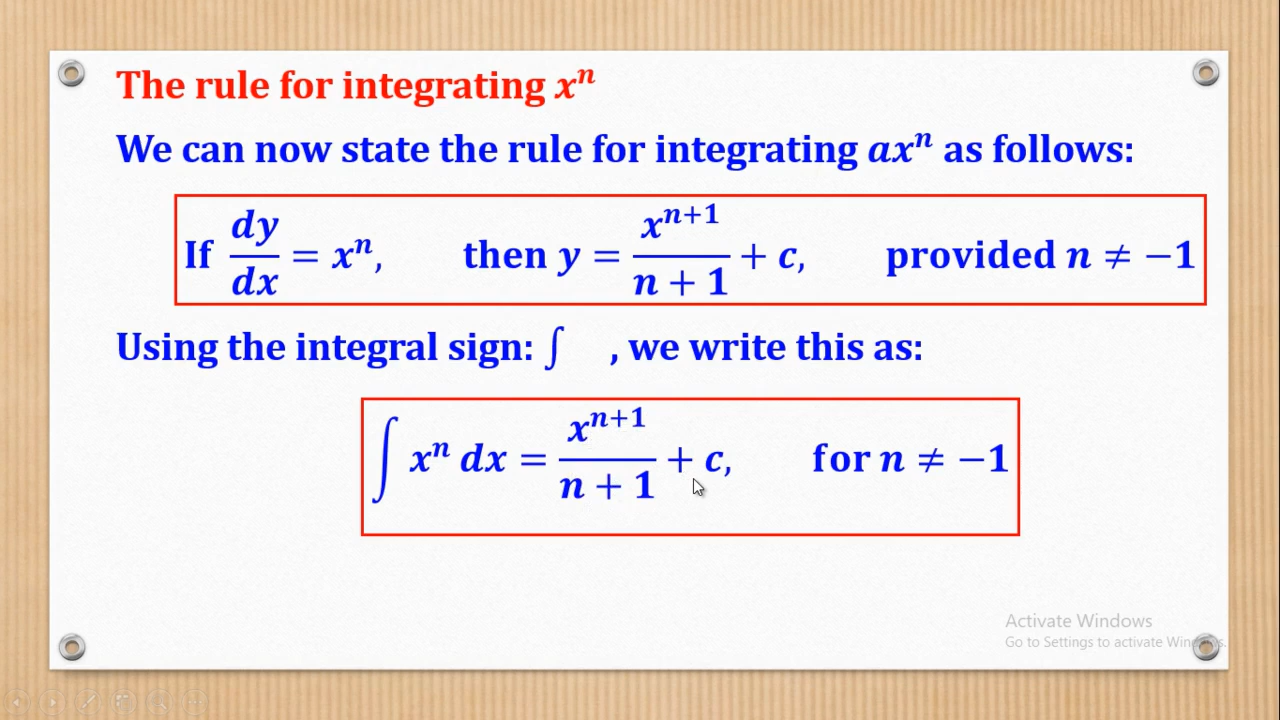 The rule for integrating xⁿ
We can now state the rule for integrating axⁿ as follows:
If dy/dx = xⁿ, then y = xⁿ⁺¹/(n + 1) + c, provided n ≠ −1
Using the integral sign: ∫ , we write this as:
∫ xⁿ dx = xⁿ⁺¹/(n + 1) + c, for n ≠ −1
Activate Windows
Go to Settings to activate Windows.